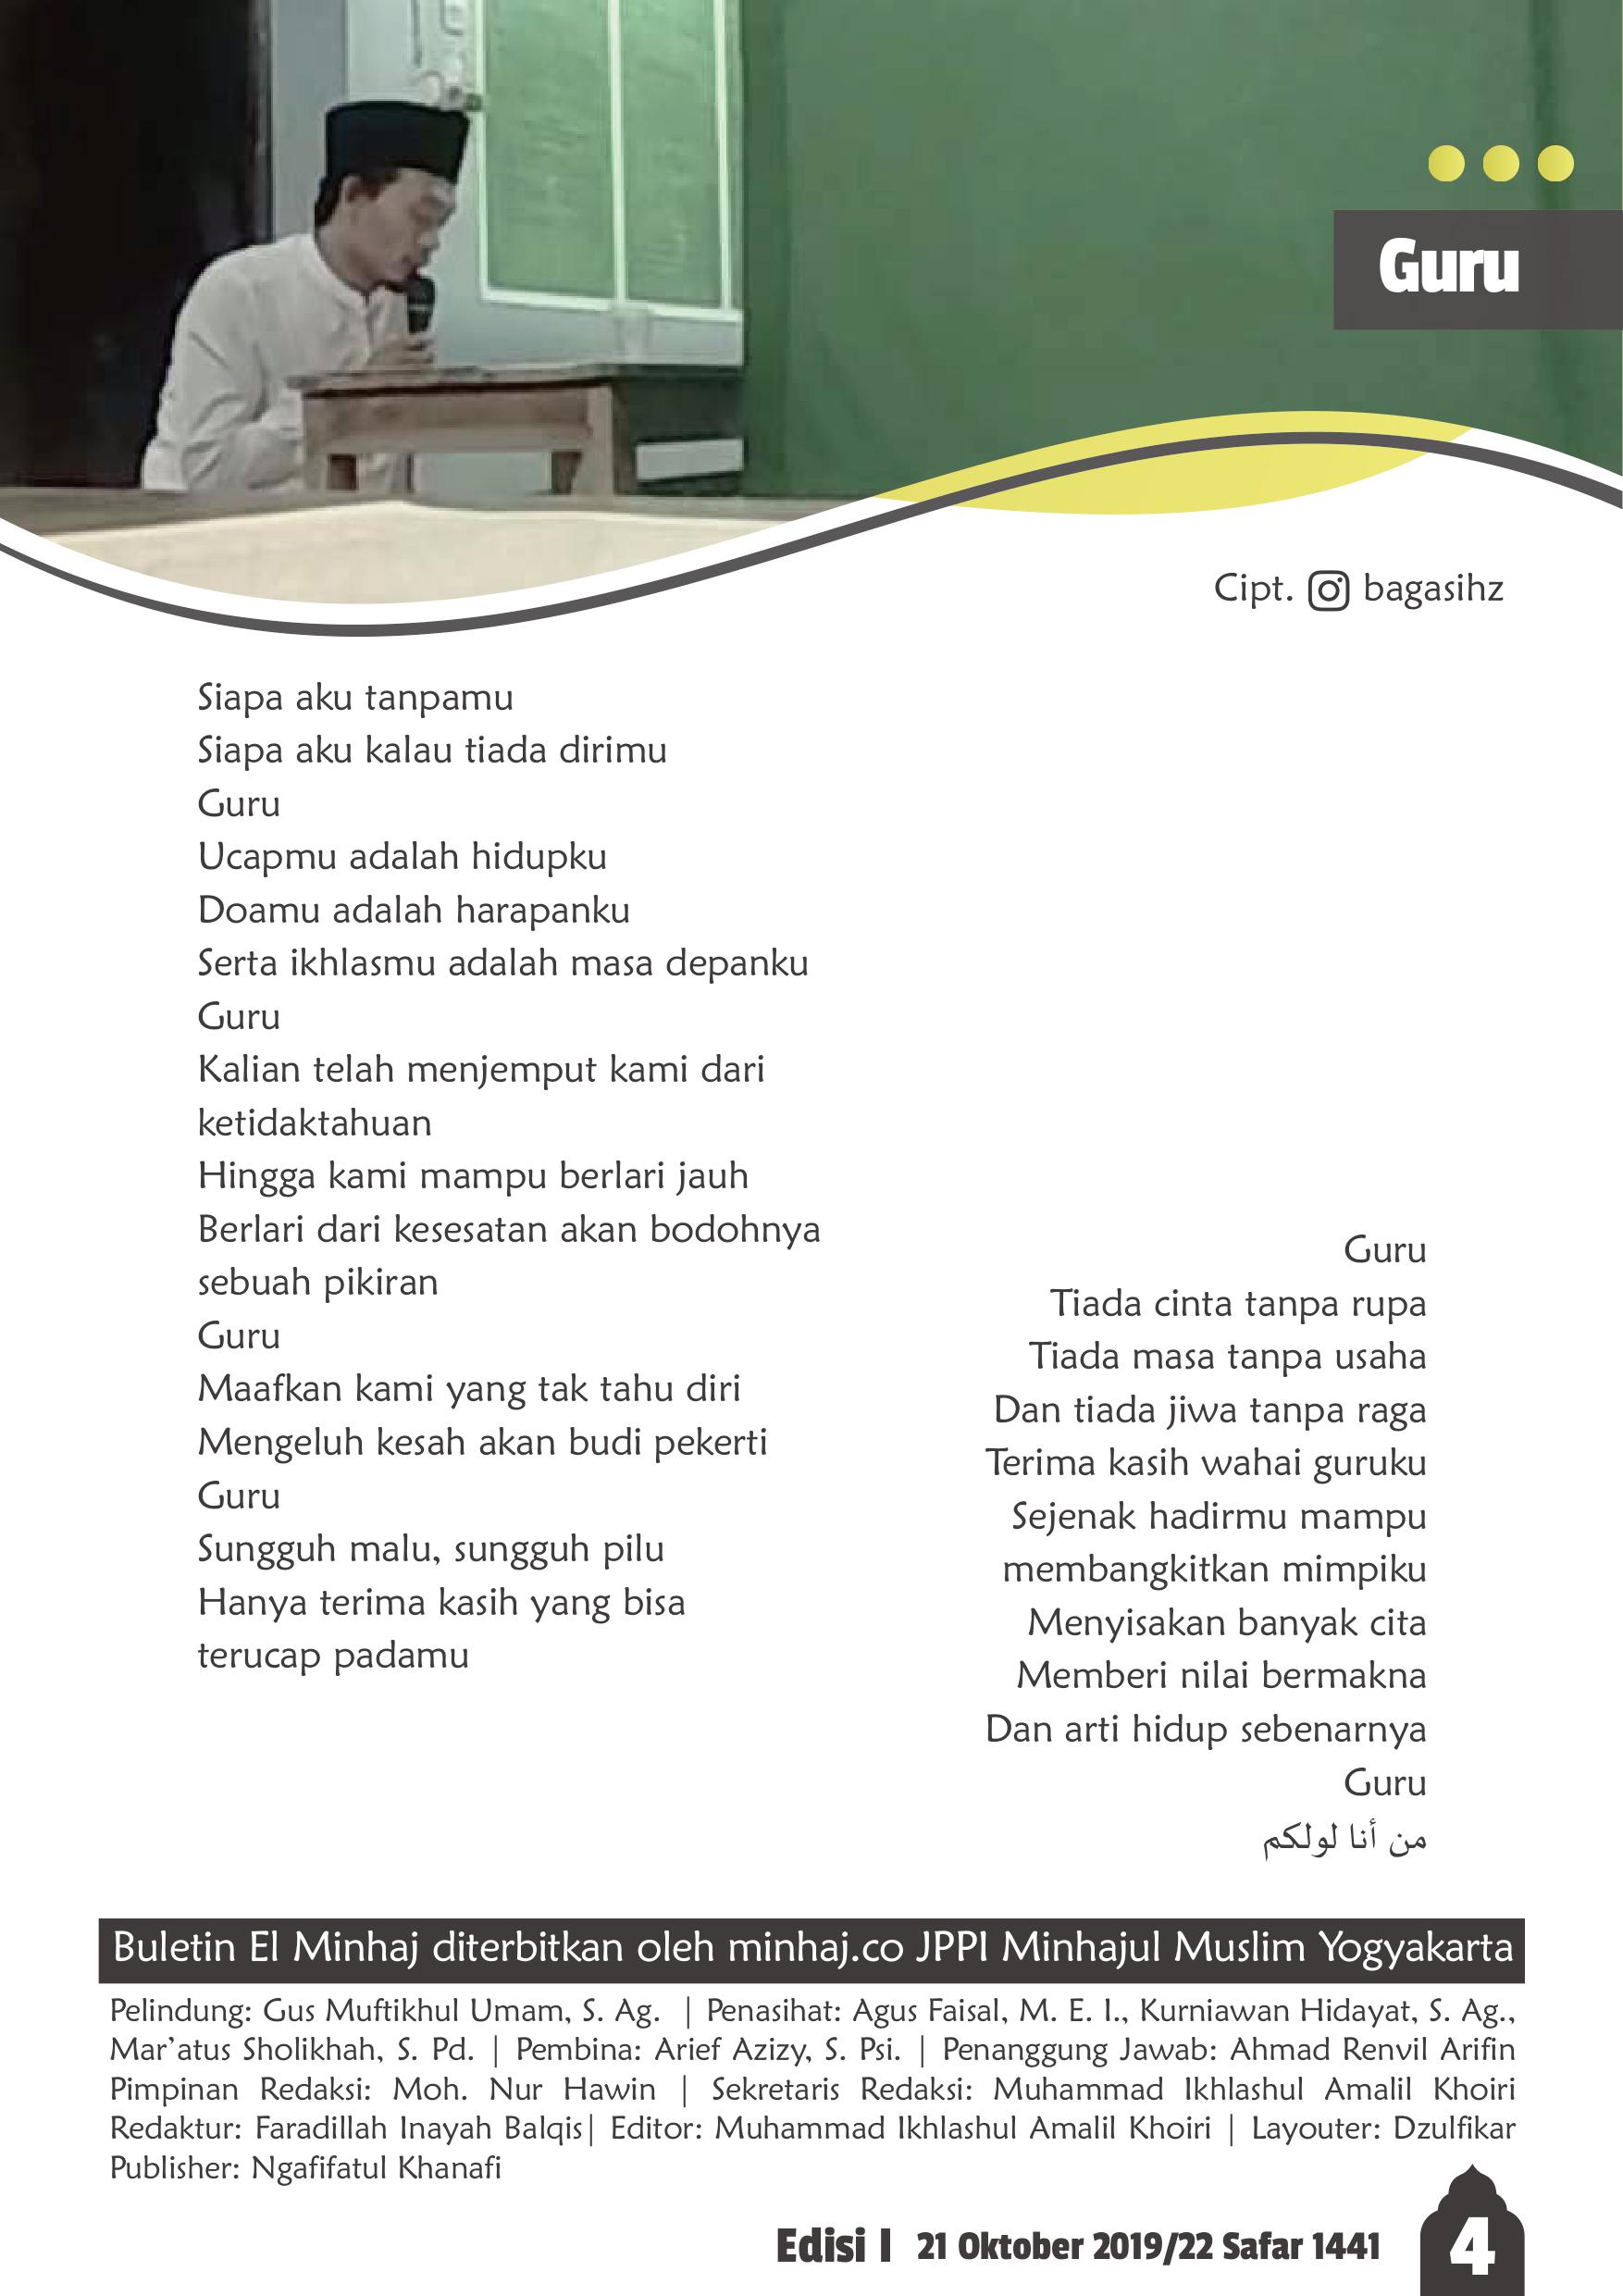 Guru
Cipt. bagasihz
Siapa aku tanpamu
Siapa aku kalau tiada dirimu
Guru
Ucapmu adalah hidupku
Doamu adalah harapanku
Serta ikhlasmu adalah masa depanku
Guru
Kalian telah menjemput kami dari
ketidaktahuan
Hingga kami mampu berlari jauh
Berlari dari kesesatan akan bodohnya
sebuah pikiran
Guru
Maafkan kami yang tak tahu diri
Mengeluh kesah akan budi pekerti
Guru
Sungguh malu, sungguh pilu
Hanya terima kasih yang bisa
terucap padamu
Guru
Tiada cinta tanpa rupa
Tiada masa tanpa usaha
Dan tiada jiwa tanpa raga
Terima kasih wahai guruku
Sejenak hadirmu mampu
membangkitkan mimpiku
Menyisakan banyak cita
Memberi nilai bermakna
Dan arti hidup sebenarnya
Guru
من أنا لولكم
Buletin El Minhaj diterbitkan oleh minhaj.co JPPI Minhajul Muslim Yogyakarta
Pelindung: Gus Muftikhul Umam, S. Ag. | Penasihat: Agus Faisal, M. E. I., Kurniawan Hidayat, S. Ag.,
Mar’atus Sholikhah, S. Pd. | Pembina: Arief Azizy, S. Psi. | Penanggung Jawab: Ahmad Renvil Arifin
Pimpinan Redaksi: Moh. Nur Hawin | Sekretaris Redaksi: Muhammad Ikhlashul Amalil Khoiri
Redaktur: Faradillah Inayah Balqis| Editor: Muhammad Ikhlashul Amalil Khoiri | Layouter: Dzulfikar
Publisher: Ngafifatul Khanafi
Edisi I 21 Oktober 2019/22 Safar 1441
4